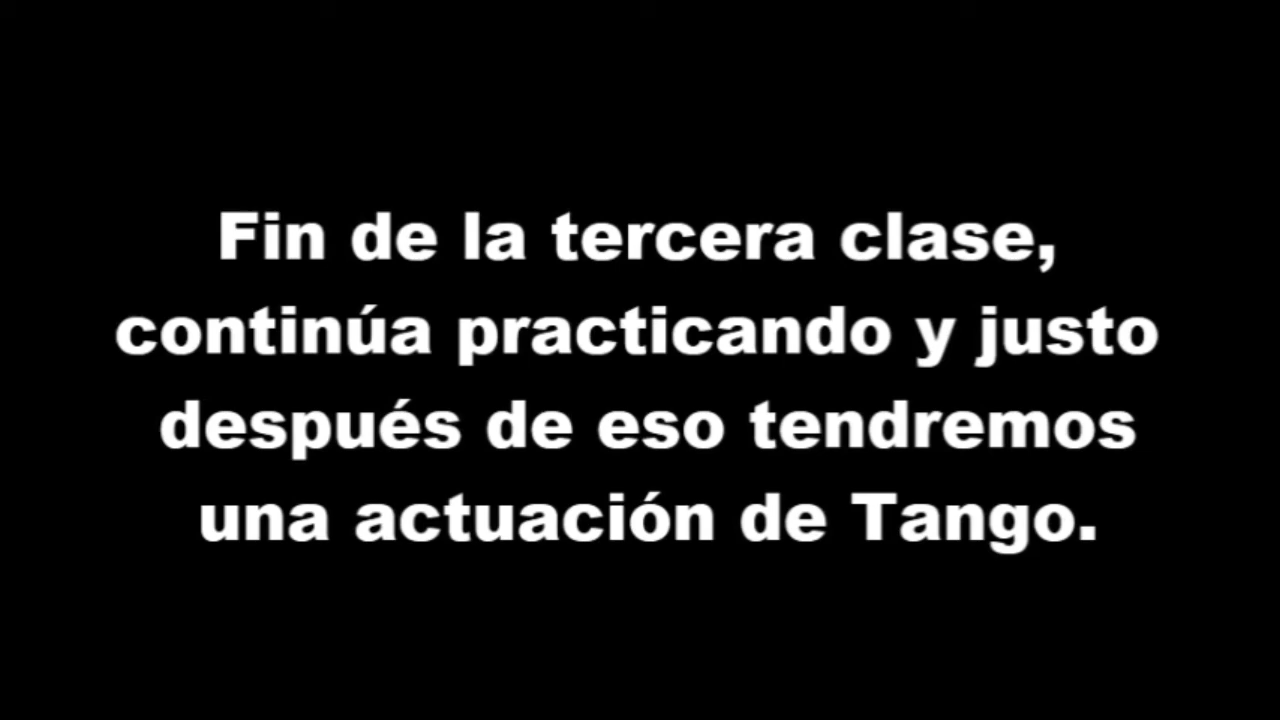 Fin de la tercera clase,
continúa practicando y justo
después de eso tendremos
una actuación de Tango.